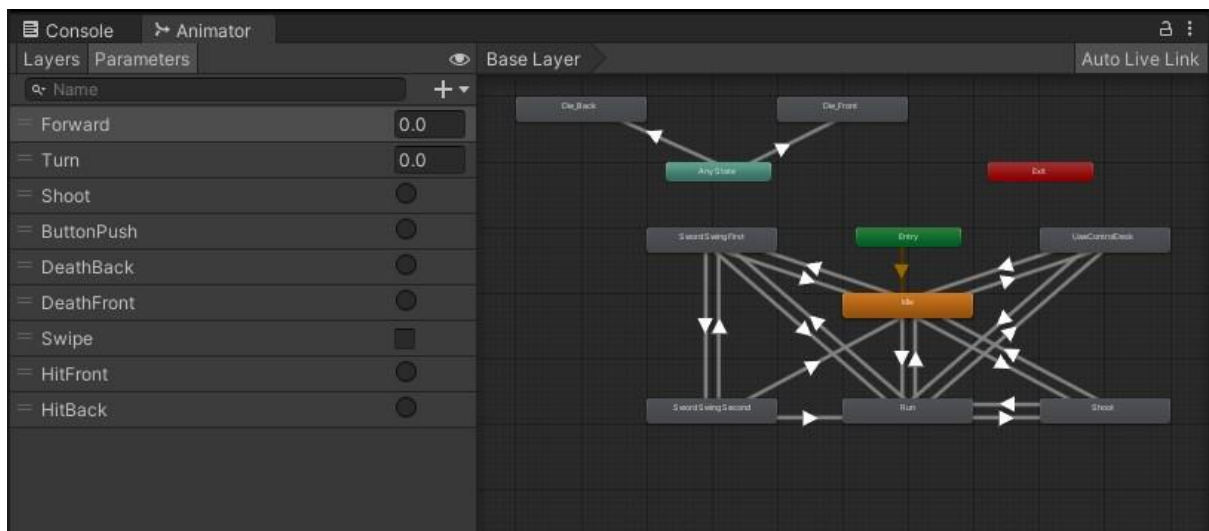 Console Animator
Layers Parameters
Base Layer
Auto Live Link
Name
Forward 0.0
Turn 0.0
Shoot
ButtonPush
DeathBack
DeathFront
Swipe
HitFront
HitBack
Die_Back
Die_Front
Any State
Exit
SwordSwingFirst
Entry
UseControlDesk
Idle
SwordSwingSecond
Run
Shoot